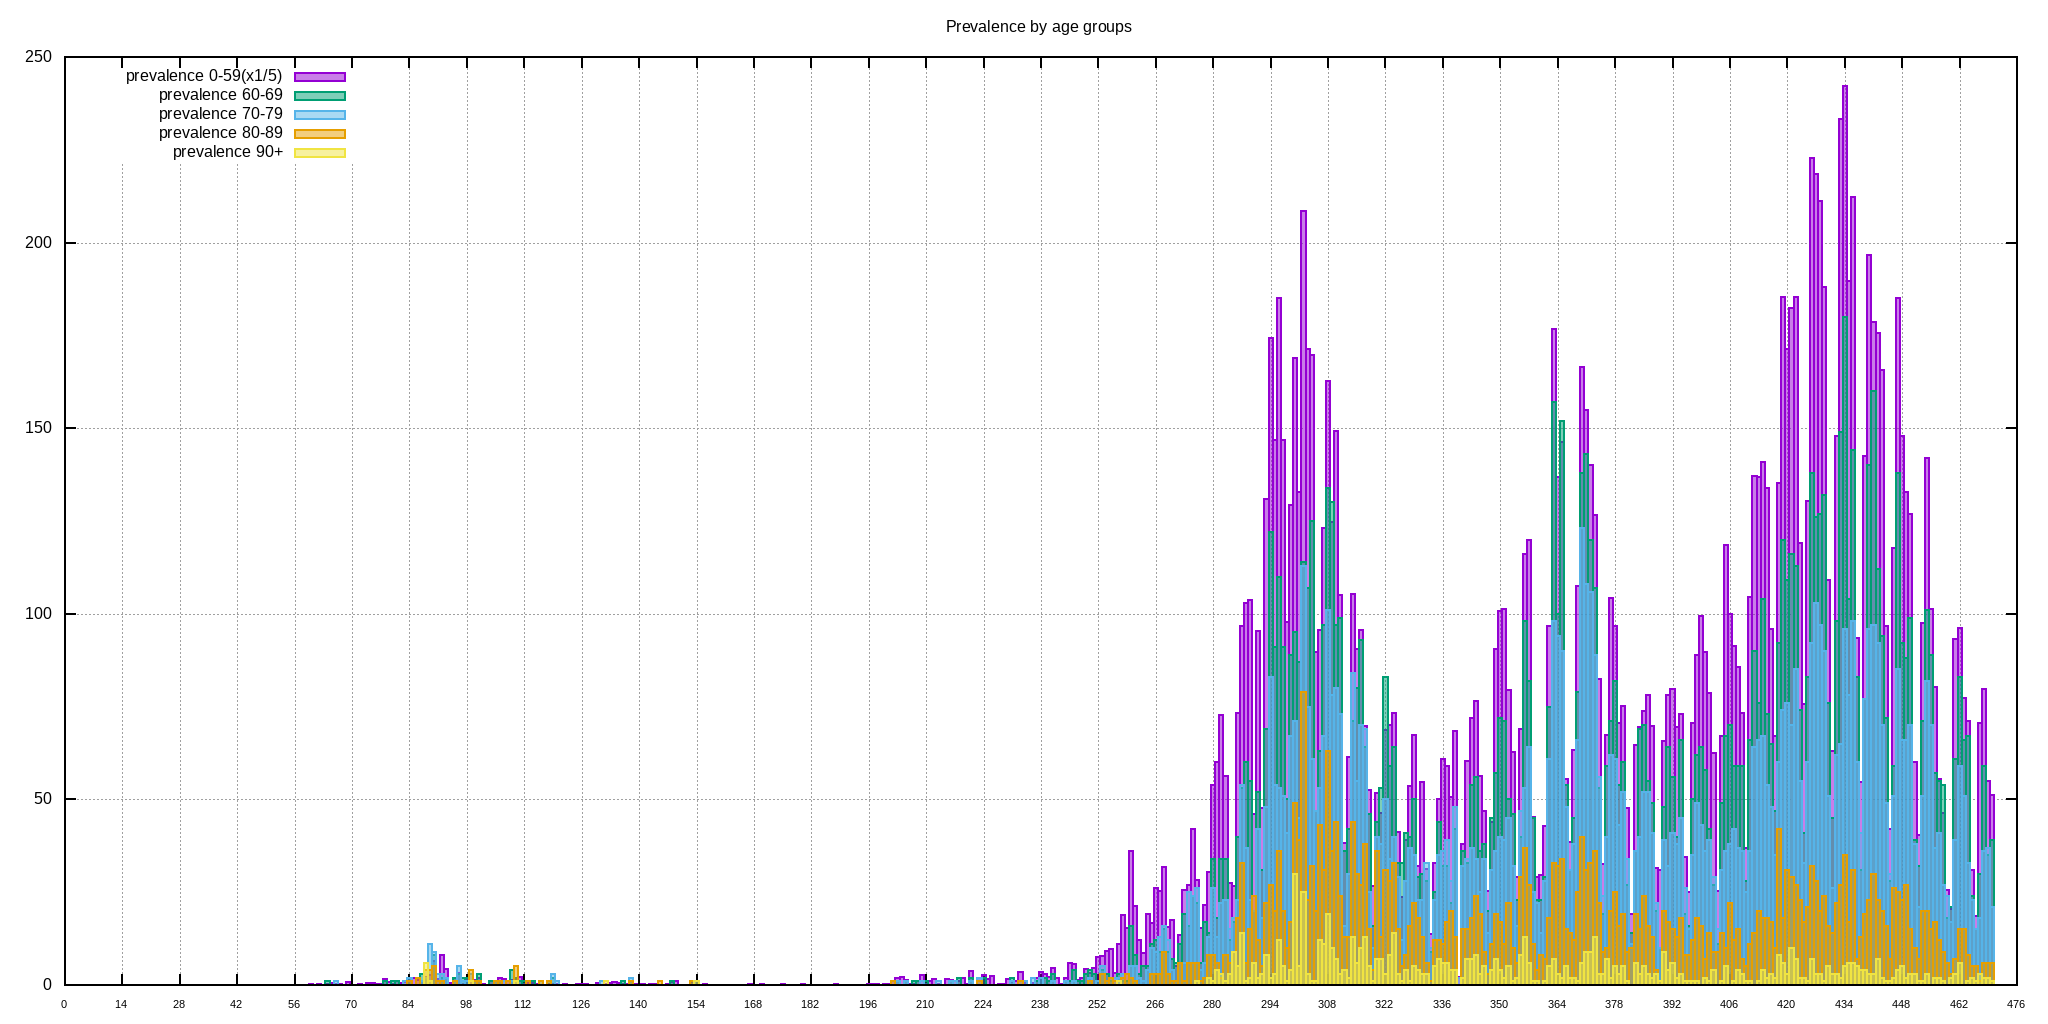 Prevalence by age groups
250
200
150
100
50
0
prevalence 0-59(x1/5)
prevalence 60-69
prevalence 70-79
prevalence 80-89
prevalence 90+
0 14 28 42 56 70 84 98 112 126 140 154 168 182 196 210 224 238 252 266 280 294 308 322 336 350 364 378 392 406 420 434 448 462 476